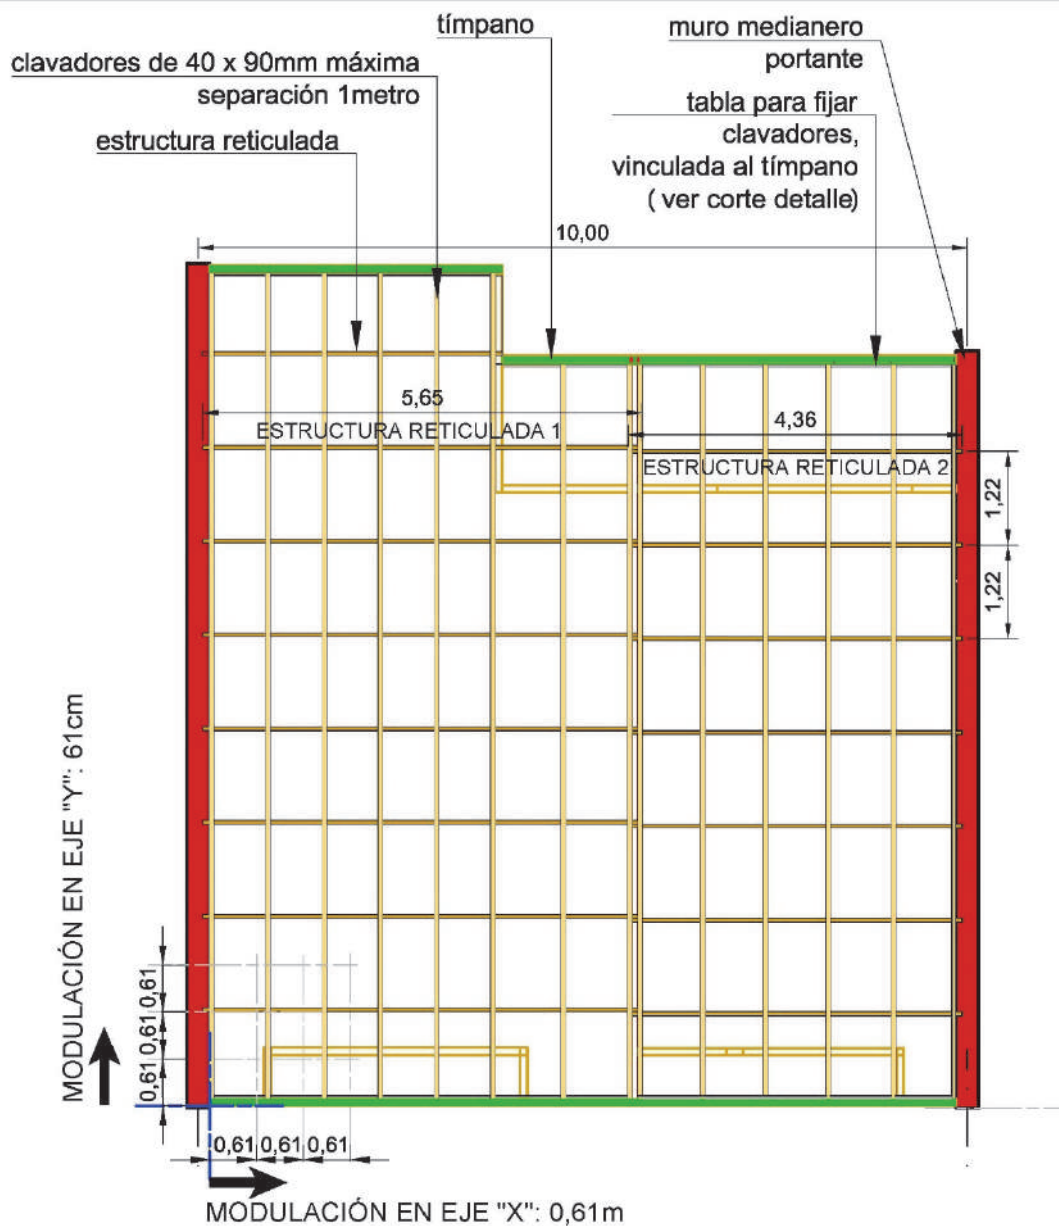 tímpano
clavadores de 40 x 90mm máxima
separación 1metro
estructura reticulada
muro medianero
portante
tabla para fijar
clavadores,
vinculada al tímpano
( ver corte detalle)
10,00
5,65
ESTRUCTURA RETICULADA 1
4,36
ESTRUCTURA RETICULADA 2
1,22
1,22
MODULACIÓN EN EJE "Y": 61cm
0,61
0,61
0,61
0,61 0,61 0,61
MODULACIÓN EN EJE "X": 0,61m